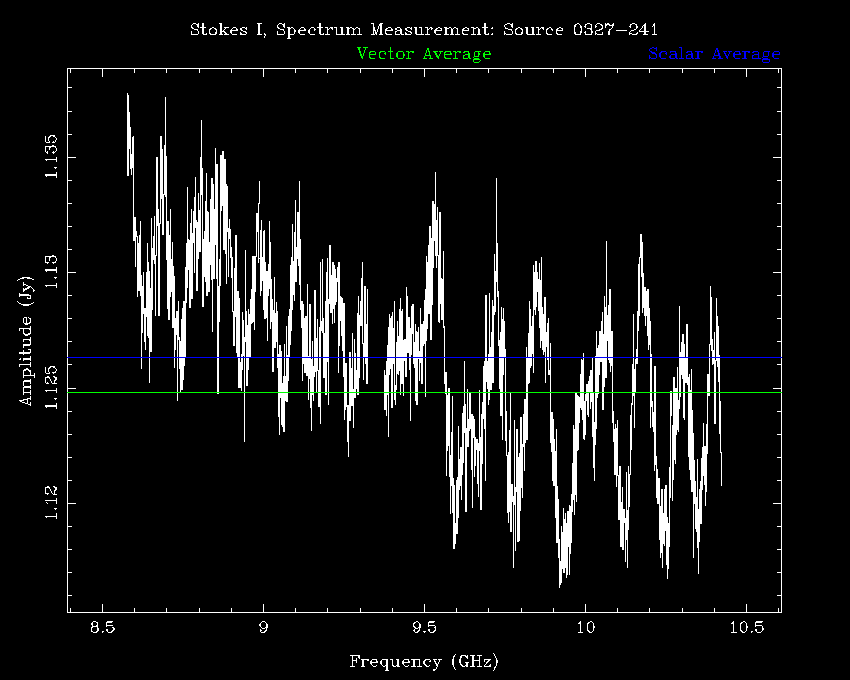 Stokes I, Spectrum Measurement: Source 0327−241
Vector Average
Scalar Average
1.135
1.13
1.125
1.12
Amplitude (Jy)
8.5
9
9.5
10
10.5
Frequency (GHz)